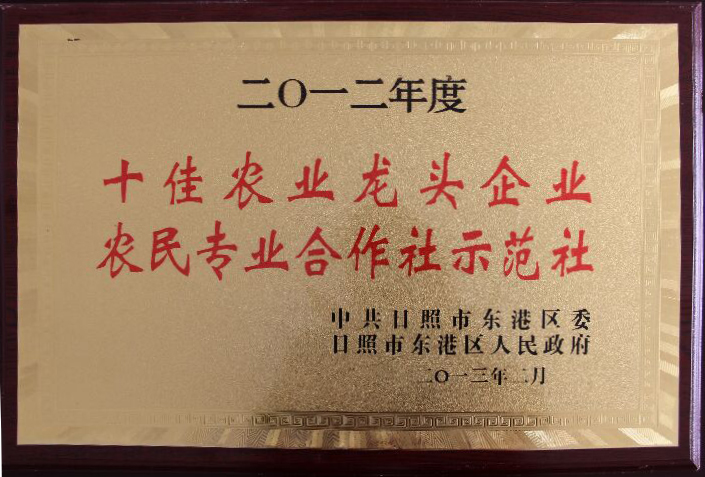 二〇一二年度
十佳农业龙头企业
农民专业合作社示范社
中共日照市东港区委
日照市东港区人民政府
二〇一三年二月